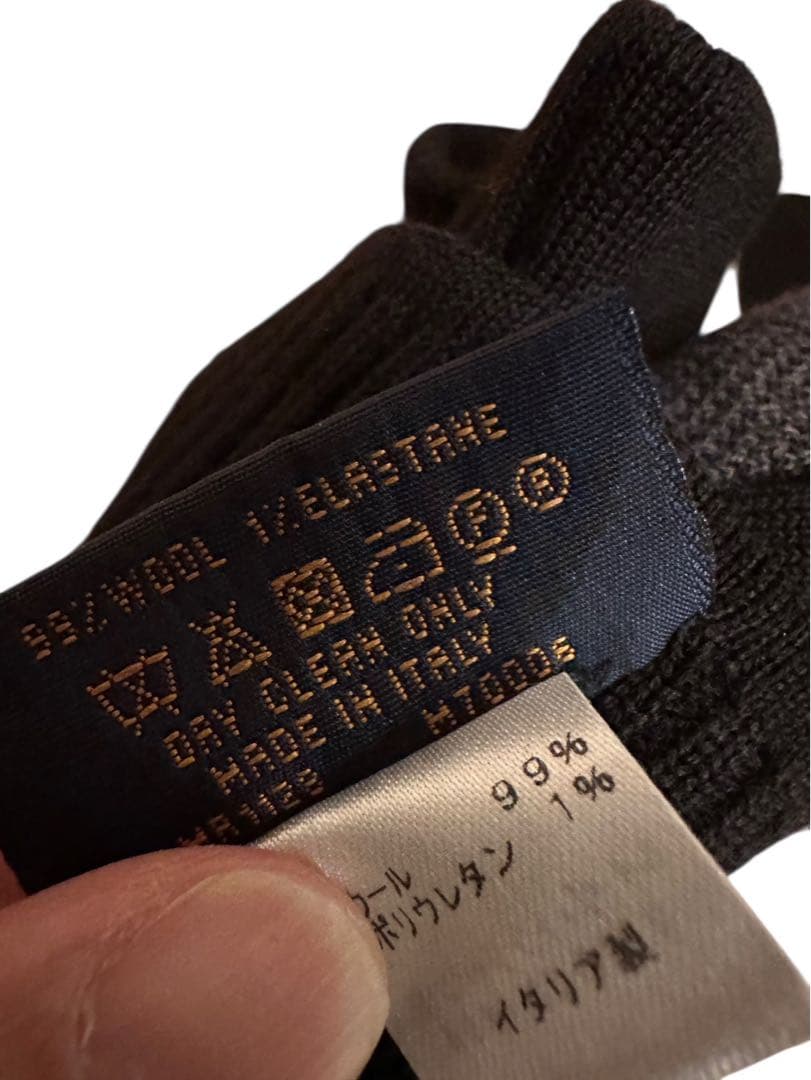 99%WOOL 1%ELASTANE
P R
DRY CLEAN ONLY
MADE IN ITALY
ウール 99%
ポリウレタン 1%
イタリア製